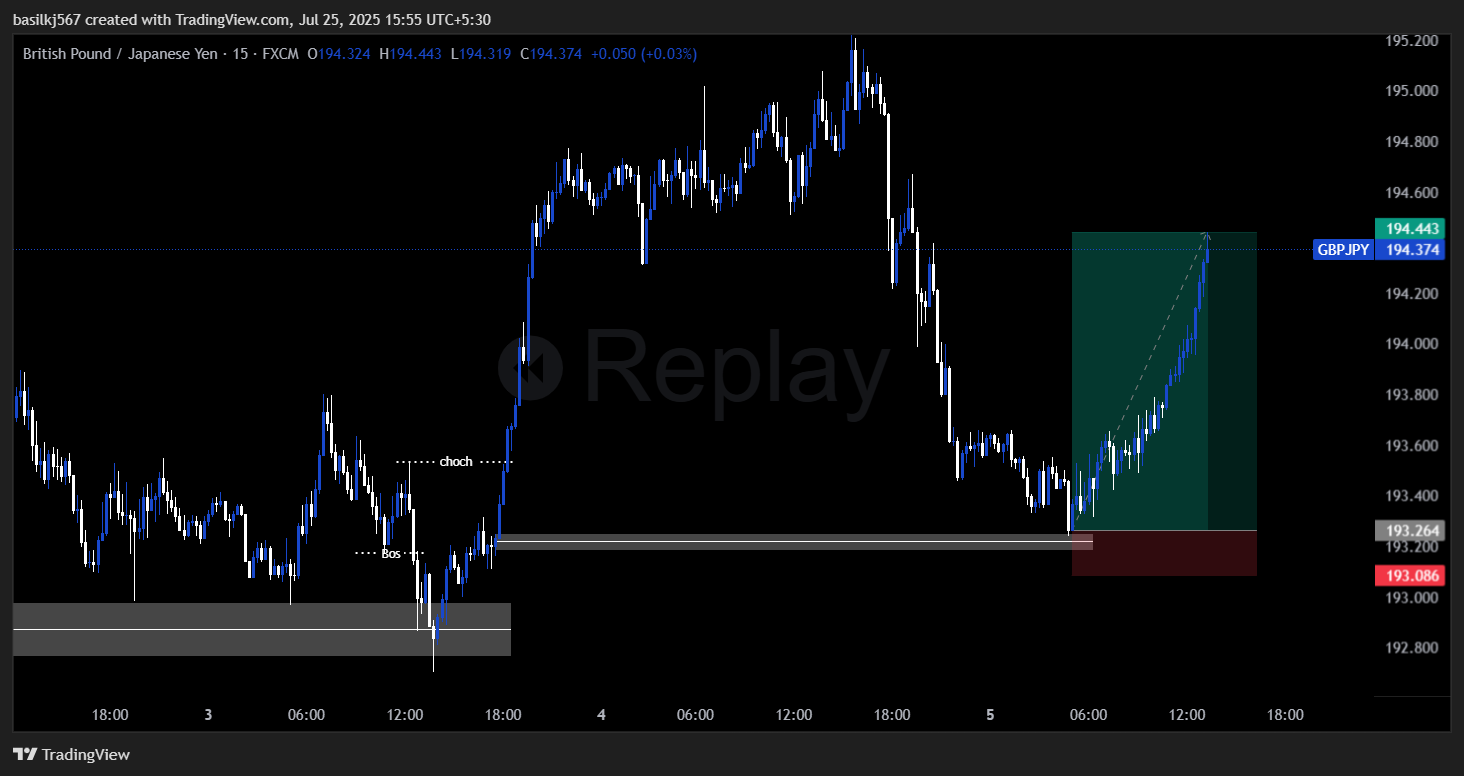 basilkj567 created with TradingView.com, Jul 25, 2025 15:55 UTC+5:30
British Pound / Japanese Yen · 15 · FXCM O194.324 H194.443 L194.319 C194.374 +0.050 (+0.03%)
195.200
195.000
194.800
194.600
194.443
GBPJPY 194.374
194.200
194.000
193.800
193.600
193.400
193.264
193.200
193.086
193.000
192.800
Replay
choch
Bos
18:00 3 06:00 12:00 18:00 4 06:00 12:00 18:00 5 06:00 12:00 18:00
TradingView